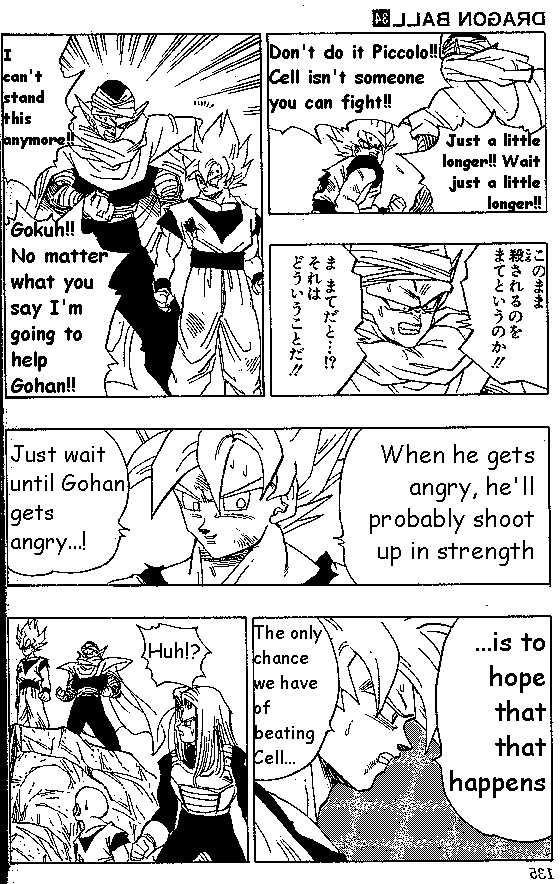 DRAGON BALL 84
I
can't
stand
this
anymore!!
Gokuh!!
No matter
what you
say I'm
going to
help
Gohan!!
Don't do it Piccolo!!
Cell isn't someone
you can fight!!
Just a little
longer!! Wait
just a little
longer!!
ま まてだと…!?
それは
どういうことだ!!
このまま
殺されるのを
まてというのか!!
Just wait
until Gohan
gets
angry...!
When he gets
angry, he'll
probably shoot
up in strength
Huh!?
The only
chance
we have
of
beating
Cell...
...is to
hope
that
that
happens
135